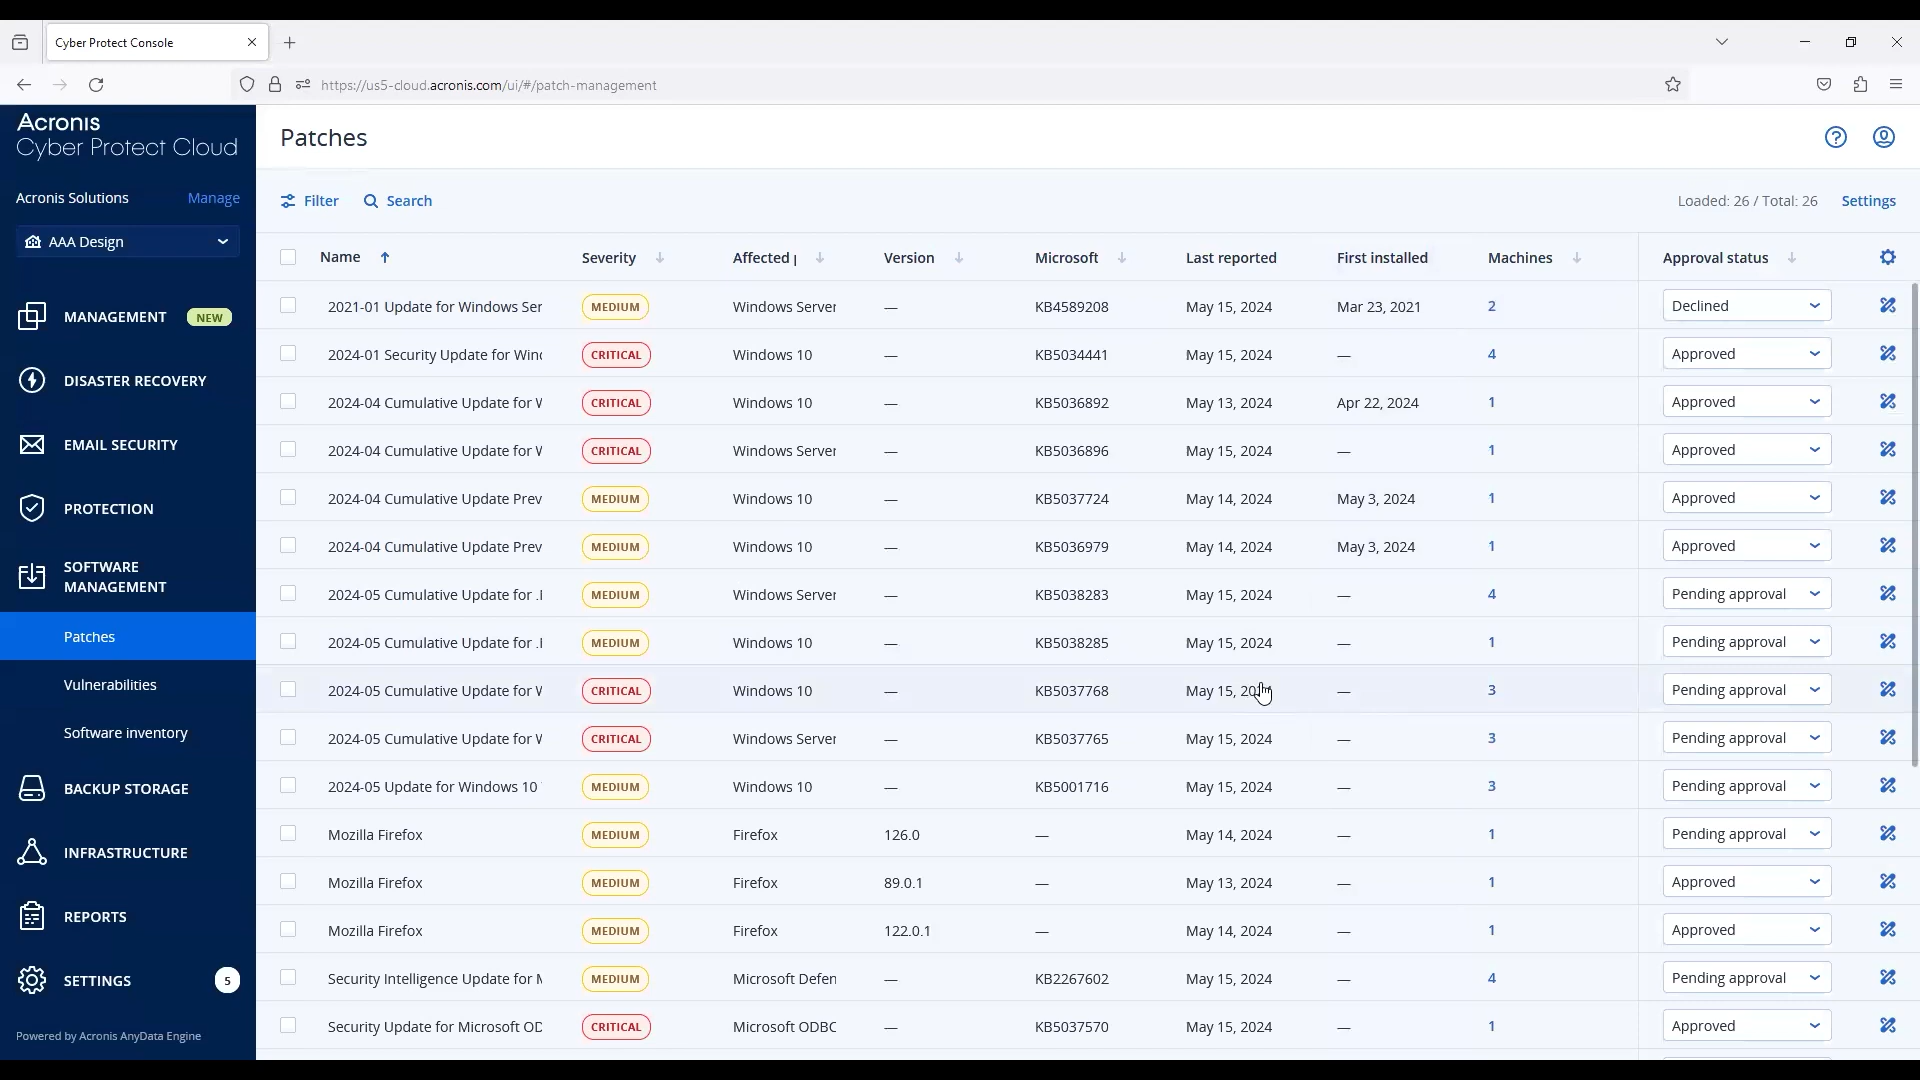 Cyber Protect Console
https://us5-cloud.acronis.com/ui/#/patch-management
Acronis
Cyber Protect Cloud
Acronis Solutions Manage
AAA Design
MANAGEMENT NEW
DISASTER RECOVERY
EMAIL SECURITY
PROTECTION
SOFTWARE
MANAGEMENT
Patches
Vulnerabilities
Software inventory
BACKUP STORAGE
INFRASTRUCTURE
REPORTS
SETTINGS 5
Powered by Acronis AnyData Engine
Patches
Filter Search Loaded: 26 / Total: 26 Settings
Name Severity Affected Version Microsoft Last reported First installed Machines Approval status
2021-01 Update for Windows Ser MEDIUM Windows Server — KB4589208 May 15, 2024 Mar 23, 2021 2 Declined
2024-01 Security Update for Wind CRITICAL Windows 10 — KB5034441 May 15, 2024 — 4 Approved
2024-04 Cumulative Update for W CRITICAL Windows 10 — KB5036892 May 13, 2024 Apr 22, 2024 1 Approved
2024-04 Cumulative Update for W CRITICAL Windows Server — KB5036896 May 15, 2024 — 1 Approved
2024-04 Cumulative Update Prev MEDIUM Windows 10 — KB5037724 May 14, 2024 May 3, 2024 1 Approved
2024-04 Cumulative Update Prev MEDIUM Windows 10 — KB5036979 May 14, 2024 May 3, 2024 1 Approved
2024-05 Cumulative Update for . MEDIUM Windows Server — KB5038283 May 15, 2024 — 4 Pending approval
2024-05 Cumulative Update for . MEDIUM Windows 10 — KB5038285 May 15, 2024 — 1 Pending approval
2024-05 Cumulative Update for W CRITICAL Windows 10 — KB5037768 May 15, 2024 — 3 Pending approval
2024-05 Cumulative Update for W CRITICAL Windows Server — KB5037765 May 15, 2024 — 3 Pending approval
2024-05 Update for Windows 10 MEDIUM Windows 10 — KB5001716 May 15, 2024 — 3 Pending approval
Mozilla Firefox MEDIUM Firefox 126.0 — May 14, 2024 — 1 Pending approval
Mozilla Firefox MEDIUM Firefox 89.0.1 — May 13, 2024 — 1 Approved
Mozilla Firefox MEDIUM Firefox 122.0.1 — May 14, 2024 — 1 Approved
Security Intelligence Update for M MEDIUM Microsoft Defen — KB2267602 May 15, 2024 — 4 Pending approval
Security Update for Microsoft OD CRITICAL Microsoft ODBC — KB5037570 May 15, 2024 — 1 Approved